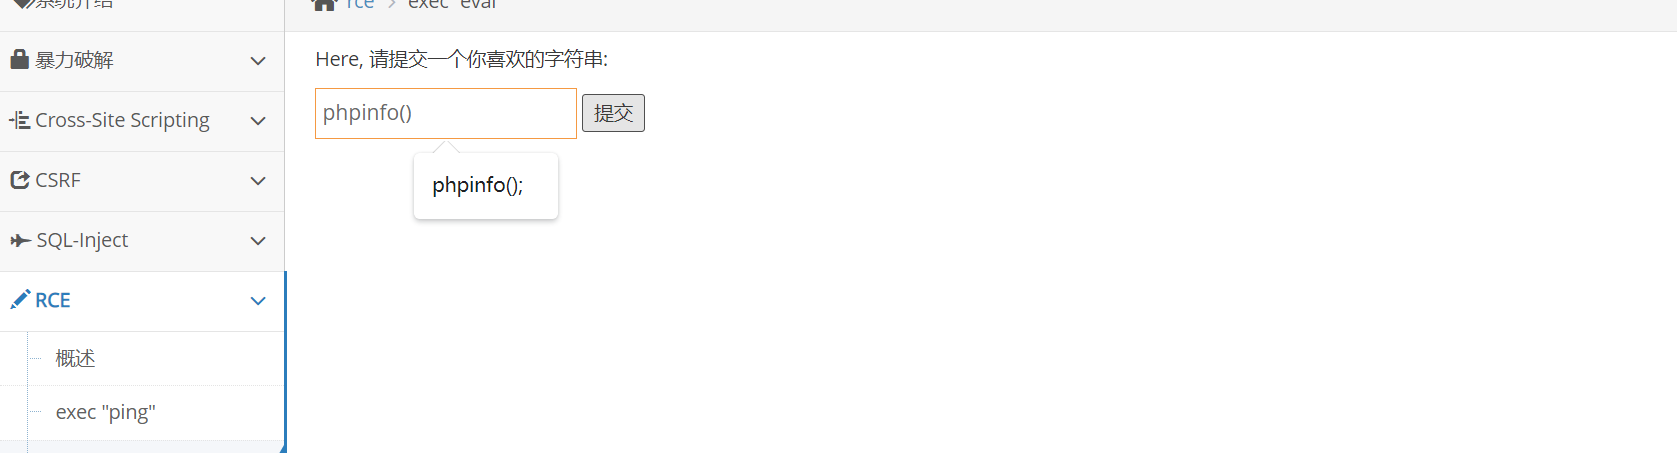 系统介绍
暴力破解
Cross-Site Scripting
CSRF
SQL-Inject
RCE
概述
exec "ping"
rce > exec "eval"
Here, 请提交一个你喜欢的字符串:
phpinfo() 提交
phpinfo();